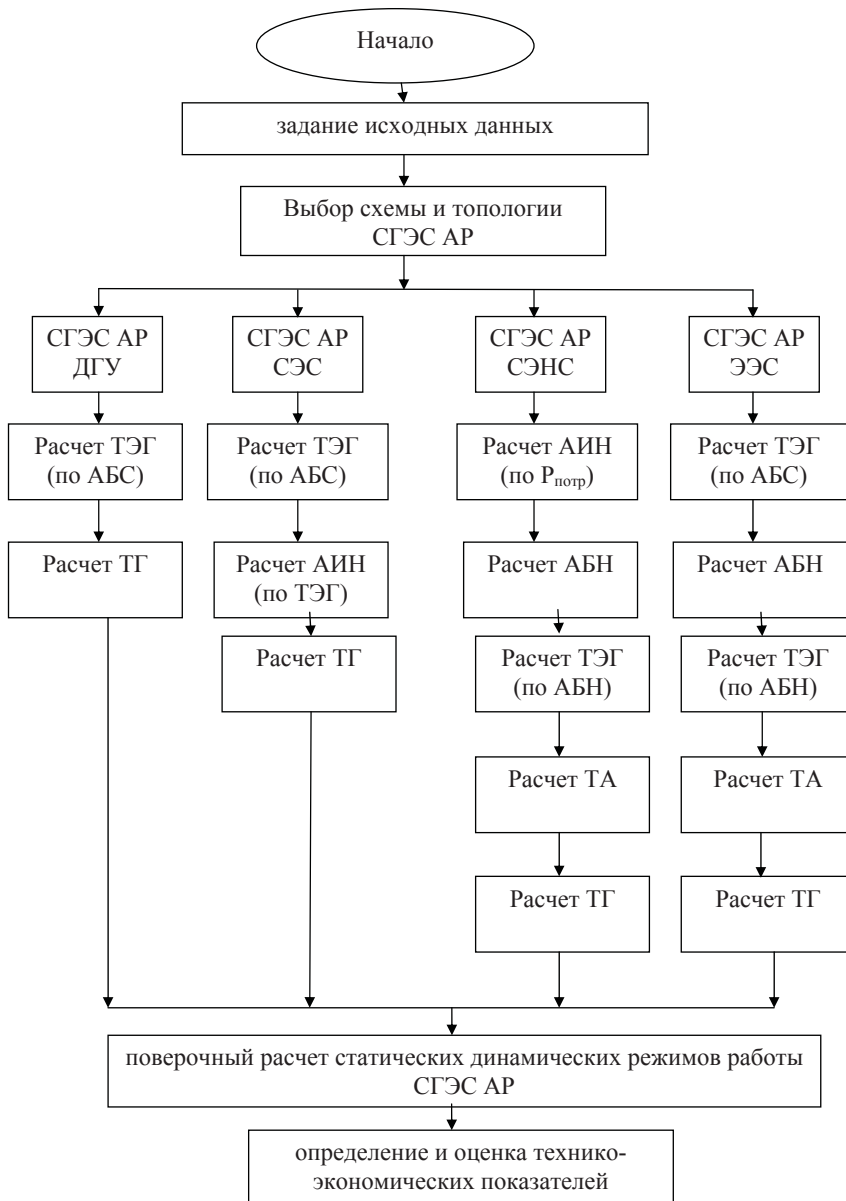 Начало
задание исходных данных
Выбор схемы и топологии
СГЭС АР
СГЭС АР
ДГУ
СГЭС АР
СЭС
СГЭС АР
СЭНС
СГЭС АР
ЭЭС
Расчет ТЭГ
(по АБС)
Расчет ТЭГ
(по АБС)
Расчет АИН
(по Pпотр)
Расчет ТЭГ
(по АБС)
Расчет ТГ
Расчет АИН
(по ТЭГ)
Расчет АБН
Расчет АБН
Расчет ТГ
Расчет ТЭГ
(по АБН)
Расчет ТЭГ
(по АБН)
Расчет ТА
Расчет ТА
Расчет ТГ
Расчет ТГ
поверочный расчет статических динамических режимов работы
СГЭС АР
определение и оценка технико-
экономических показателей